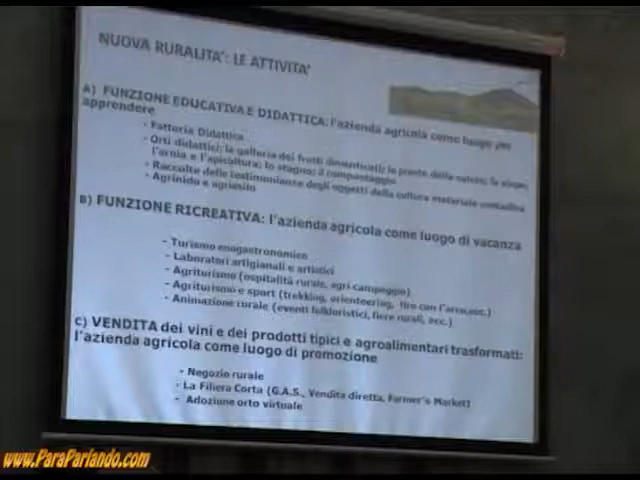 NUOVA RURALITA': LE ATTIVITA'
A) FUNZIONE EDUCATIVA E DIDATTICA: l'azienda agricola come luogo per
apprendere
- Fattoria Didattica
- Orti didattici; la galleria dei frutti dimenticati; le piante della salute; le siepi;
l'arnia e l'apicoltura; lo stagno; il compostaggio
- Raccolte delle testimonianze degli oggetti della cultura materiale contadina
- Agrinido e agriasilo
B) FUNZIONE RICREATIVA: l'azienda agricola come luogo di vacanza
- Turismo enogastronomico
- Laboratori artigianali e artistici
- Agriturismo (ospitalità rurale, agri campeggio)
- Agriturismo e sport (trekking, orienteering, tiro con l'arco,ecc.)
- Animazione rurale (eventi folkloristici, fiere rurali, ecc.)
C) VENDITA dei vini e dei prodotti tipici e agroalimentari trasformati:
l'azienda agricola come luogo di promozione
- Negozio rurale
- La Filiera Corta (G.A.S., Vendita diretta, Farmer's Market)
- Adozione orto virtuale
www.ParaParlando.com